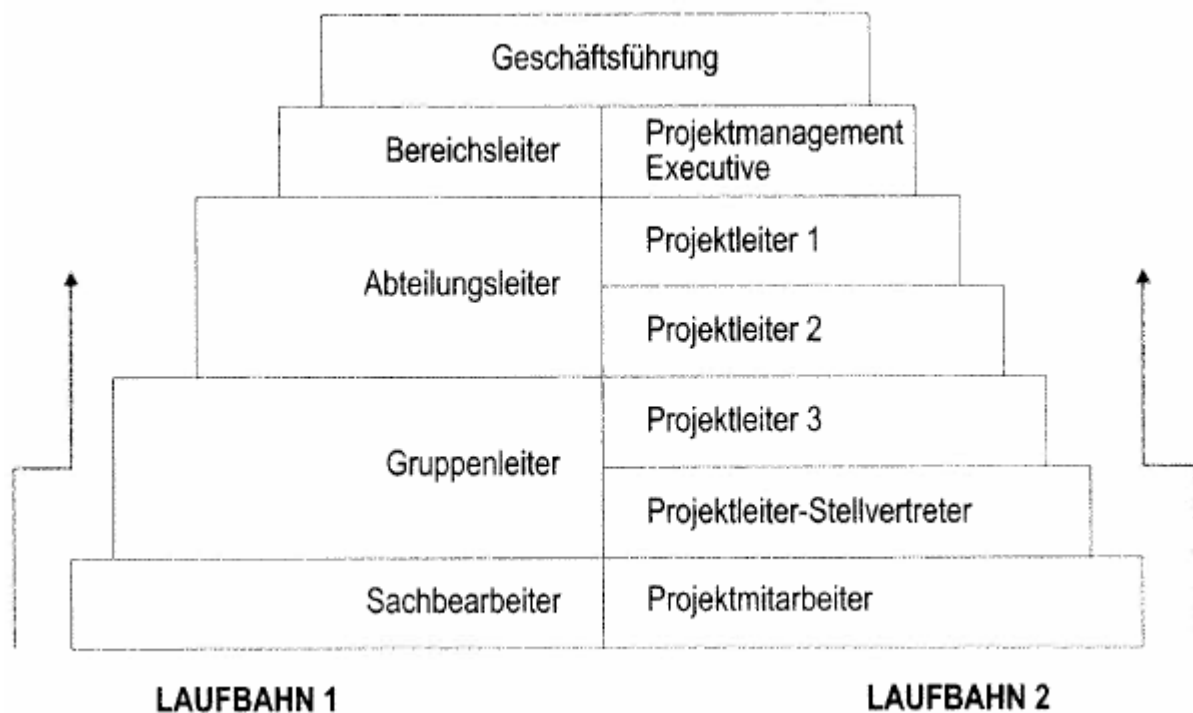 Geschäftsführung
Bereichsleiter
Projektmanagement
Executive
Abteilungsleiter
Projektleiter 1
Projektleiter 2
Gruppenleiter
Projektleiter 3
Projektleiter-Stellvertreter
Sachbearbeiter
Projektmitarbeiter
LAUFBAHN 1
LAUFBAHN 2